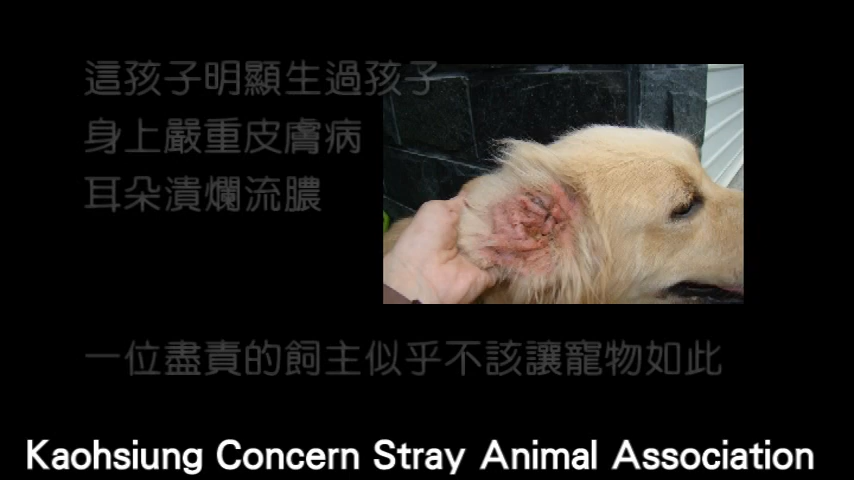 這孩子明顯生過孩子
身上嚴重皮膚病
耳朵潰爛流膿
一位盡責的飼主似乎不該讓寵物如此
Kaohsiung Concern Stray Animal Association